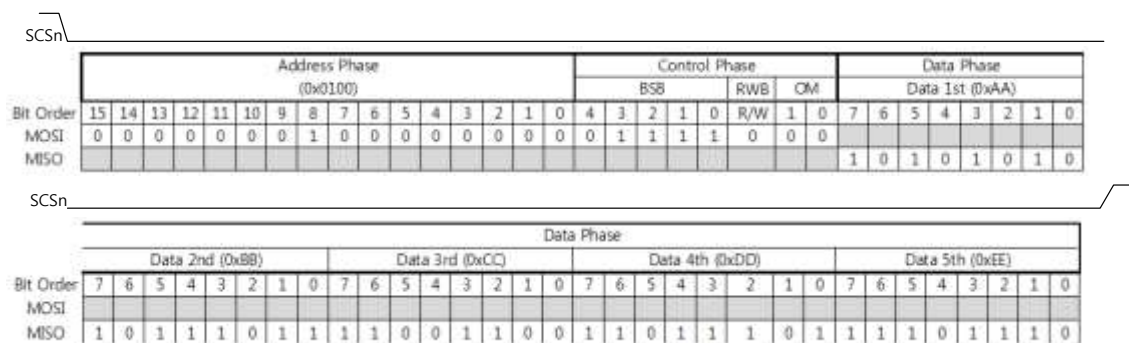 SCSn
Address Phase Control Phase Data Phase
(0x0100) BSB RWB OM Data 1st (0xAA)
Bit Order 15 14 13 12 11 10 9 8 7 6 5 4 3 2 1 0 4 3 2 1 0 R/W 1 0 7 6 5 4 3 2 1 0
MOSI 0 0 0 0 0 0 0 1 0 0 0 0 0 0 0 0 0 1 1 1 1 0 0 0
MISO 1 0 1 0 1 0 1 0
SCSn
Data Phase
Data 2nd (0xBB) Data 3rd (0xCC) Data 4th (0xDD) Data 5th (0xEE)
Bit Order 7 6 5 4 3 2 1 0 7 6 5 4 3 2 1 0 7 6 5 4 3 2 1 0 7 6 5 4 3 2 1 0
MOSI
MISO 1 0 1 1 1 0 1 1 1 1 0 0 1 1 0 0 1 1 0 1 1 1 0 1 1 1 1 0 1 1 1 0